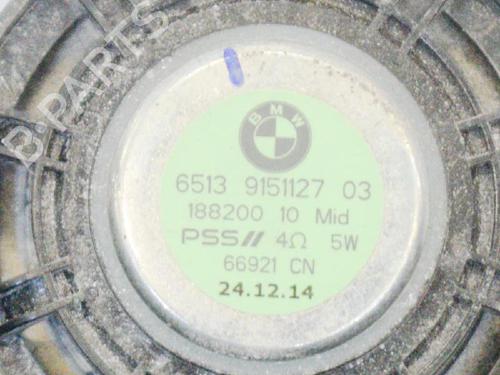 B-PARTS
BMW
6513 9151127 03
188200 10 Mid
PSS// 4Ω 5W
66921 CN
24.12.14